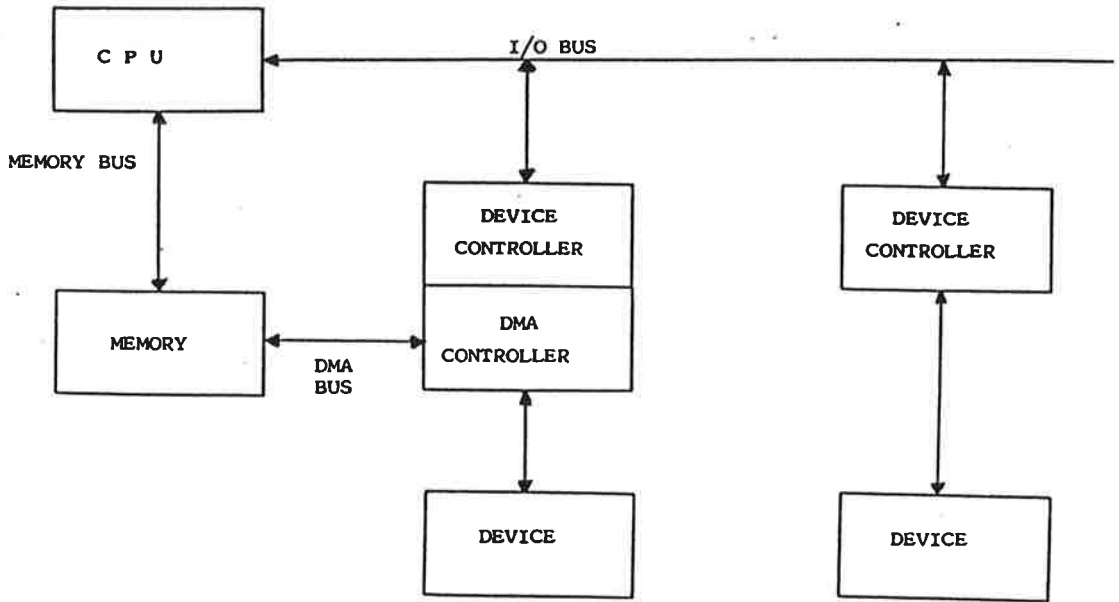 I/O BUS
C P U
MEMORY BUS
DEVICE
CONTROLLER
DEVICE
CONTROLLER
MEMORY
DMA
BUS
DMA
CONTROLLER
DEVICE
DEVICE